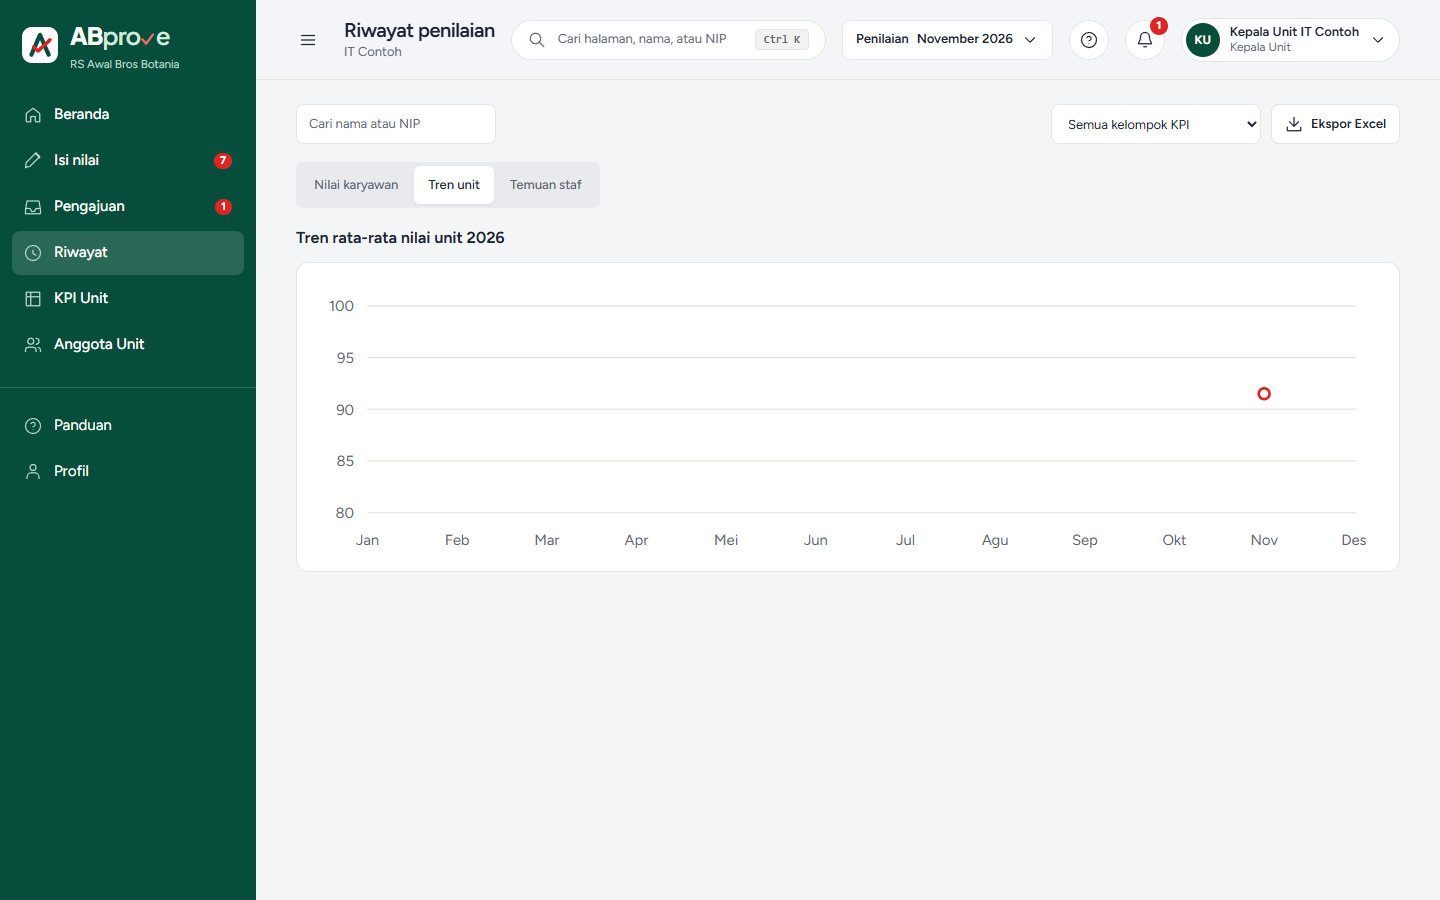 ABprove
RS Awal Bros Botania
Beranda
Isi nilai 7
Pengajuan 1
Riwayat
KPI Unit
Anggota Unit
Panduan
Profil
Riwayat penilaian
IT Contoh
Cari halaman, nama, atau NIP Ctrl K
Penilaian November 2026
1
KU
Kepala Unit IT Contoh
Kepala Unit
Cari nama atau NIP
Semua kelompok KPI
Ekspor Excel
Nilai karyawan Tren unit Temuan staf
Tren rata-rata nilai unit 2026
100
95
90
85
80
Jan Feb Mar Apr Mei Jun Jul Agu Sep Okt Nov Des